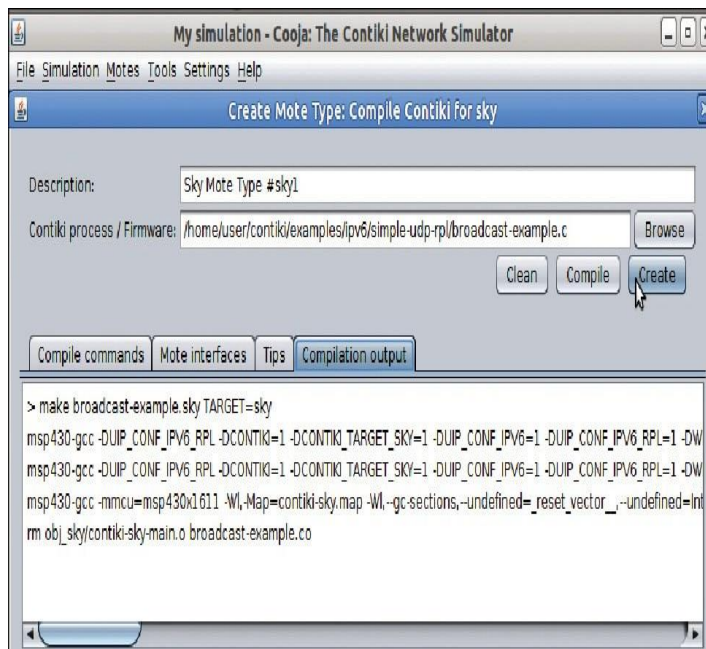 My simulation - Cooja: The Contiki Network Simulator
File Simulation Motes Tools Settings Help
Create Mote Type: Compile Contiki for sky
Description: Sky Mote Type #sky1
Contiki process / Firmware: /home/user/contiki/examples/ipv6/simple-udp-rpl/broadcast-example.c Browse
Clean Compile Create
Compile commands Mote interfaces Tips Compilation output
> make broadcast-example.sky TARGET=sky
msp430-gcc -DUIP_CONF_IPV6_RPL -DCONTIKI=1 -DCONTIKI_TARGET_SKY=1 -DUIP_CONF_IPV6=1 -DUIP_CONF_IPV6_RPL=1 -DW
msp430-gcc -DUIP_CONF_IPV6_RPL -DCONTIKI=1 -DCONTIKI_TARGET_SKY=1 -DUIP_CONF_IPV6=1 -DUIP_CONF_IPV6_RPL=1 -DW
msp430-gcc -mmcu=msp430x1611 -Wl,-Map=contiki-sky.map -Wl,--gc-sections,--undefined=_reset_vector__,--undefined=Int
rm obj_sky/contiki-sky-main.o broadcast-example.co